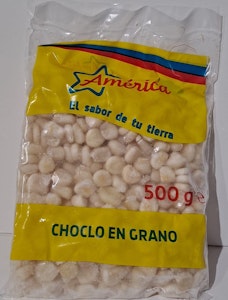 América
El sabor de tu tierra
500 g e
CHOCLO EN GRANO